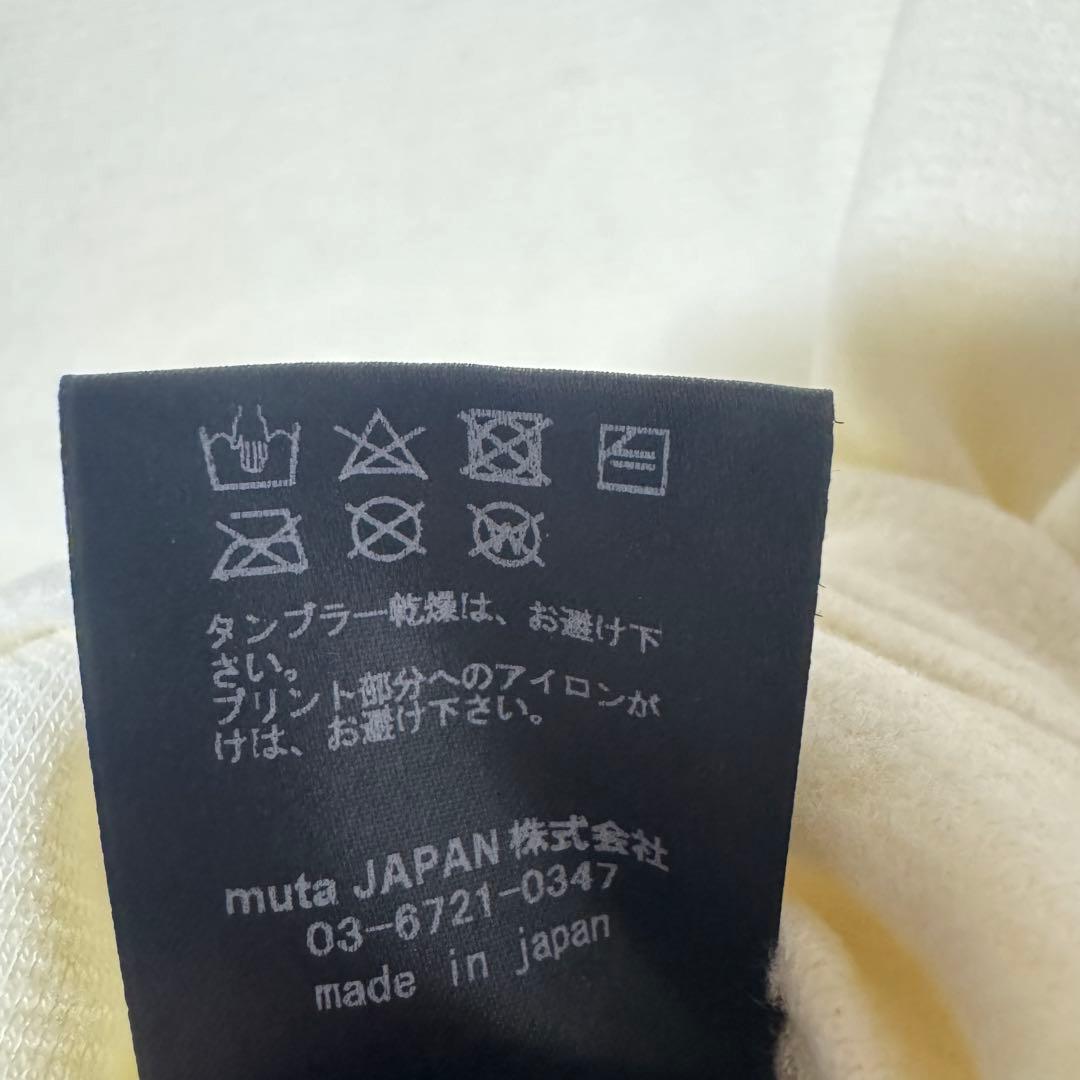 タンブラー乾燥は、お避け下
さい。
プリント部分へのアイロンが
けは、お避け下さい。
muta JAPAN 株式会社
03-6721-0347
made in japan